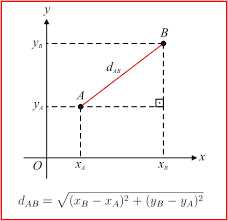 y
y_B
B
d_AB
y_A
A
O
x_A
x_B
x
d_AB = √((x_B − x_A)² + (y_B − y_A)²)